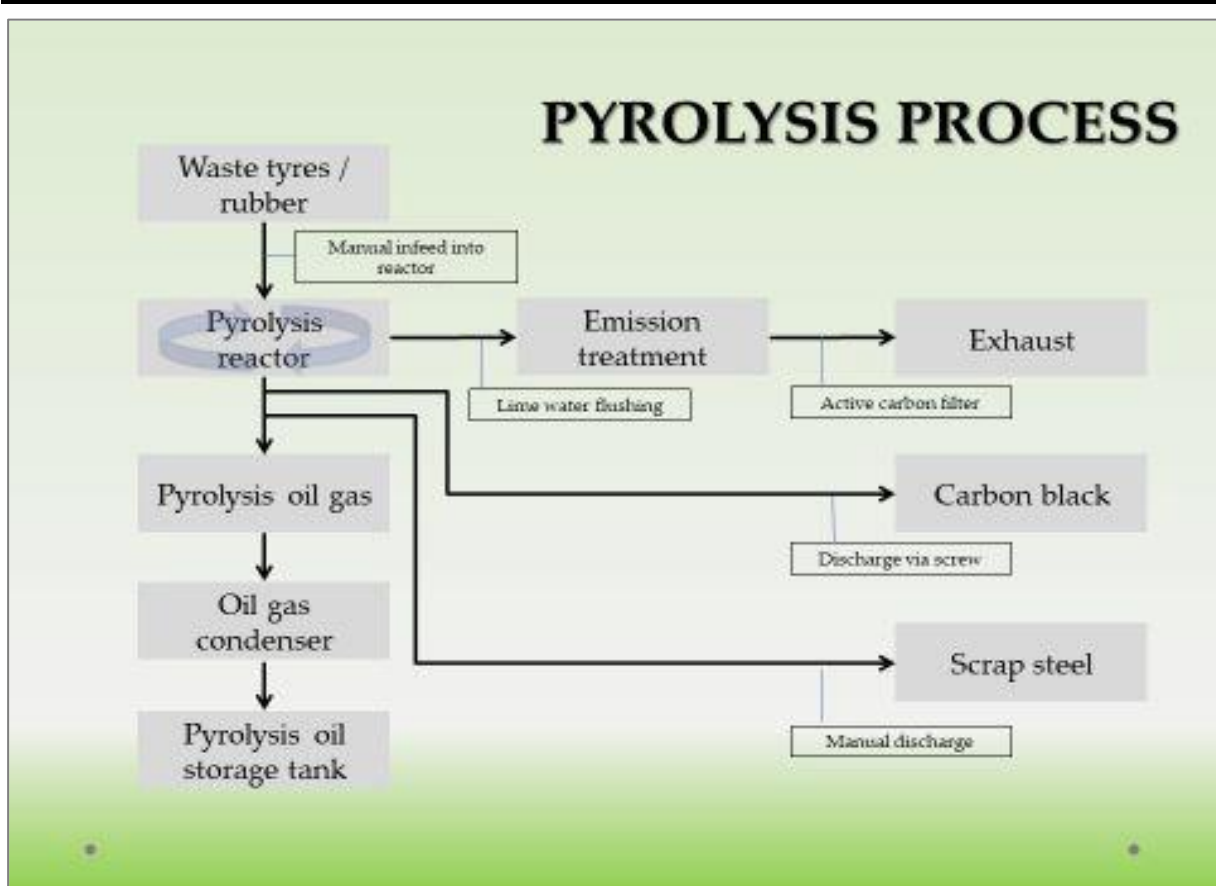 PYROLYSIS PROCESS
Waste tyres /
rubber
Manual infeed into
reactor
Pyrolysis
reactor
Emission
treatment
Exhaust
Lime water flushing
Active carbon filter
Pyrolysis oil gas
Carbon black
Discharge via screw
Oil gas
condenser
Scrap steel
Pyrolysis oil
storage tank
Manual discharge